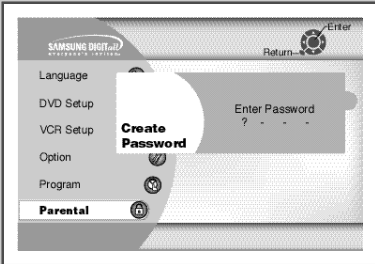 Enter
SAMSUNG DIGITall
Return
Language
DVD Setup
VCR Setup
Option
Program
Parental
Create
Password
Enter Password
? - - -